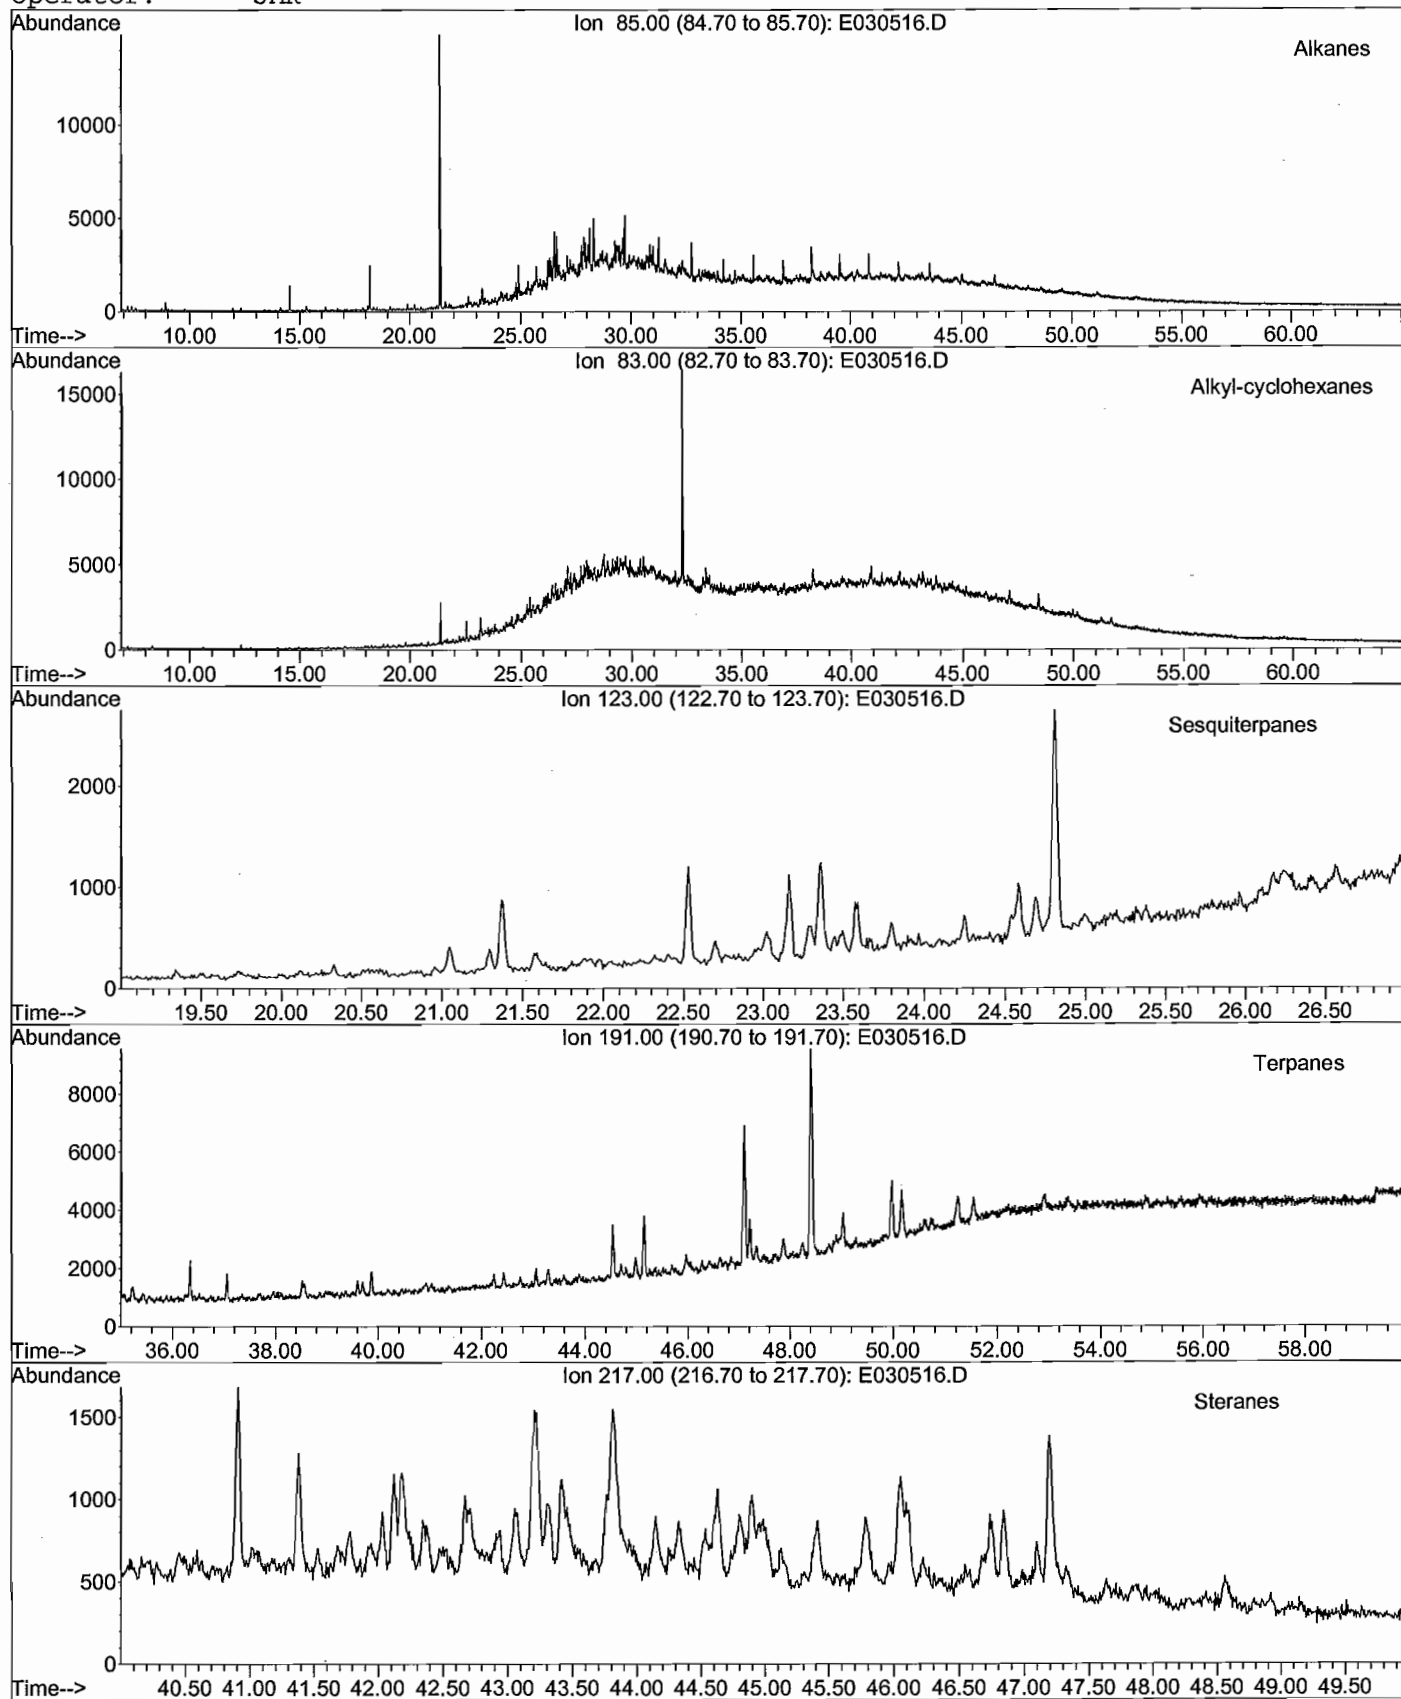 Abundance Ion 85.00 (84.70 to 85.70): E030516.D
Alkanes
10000
5000
0
Time--> 10.00 15.00 20.00 25.00 30.00 35.00 40.00 45.00 50.00 55.00 60.00
Abundance Ion 83.00 (82.70 to 83.70): E030516.D
Alkyl-cyclohexanes
15000
10000
5000
0
Time--> 10.00 15.00 20.00 25.00 30.00 35.00 40.00 45.00 50.00 55.00 60.00
Abundance Ion 123.00 (122.70 to 123.70): E030516.D
Sesquiterpanes
2000
1000
0
Time--> 19.50 20.00 20.50 21.00 21.50 22.00 22.50 23.00 23.50 24.00 24.50 25.00 25.50 26.00 26.50
Abundance Ion 191.00 (190.70 to 191.70): E030516.D
Terpanes
8000
6000
4000
2000
0
Time--> 36.00 38.00 40.00 42.00 44.00 46.00 48.00 50.00 52.00 54.00 56.00 58.00
Abundance Ion 217.00 (216.70 to 217.70): E030516.D
Steranes
1500
1000
500
0
Time--> 40.50 41.00 41.50 42.00 42.50 43.00 43.50 44.00 44.50 45.00 45.50 46.00 46.50 47.00 47.50 48.00 48.50 49.00 49.50